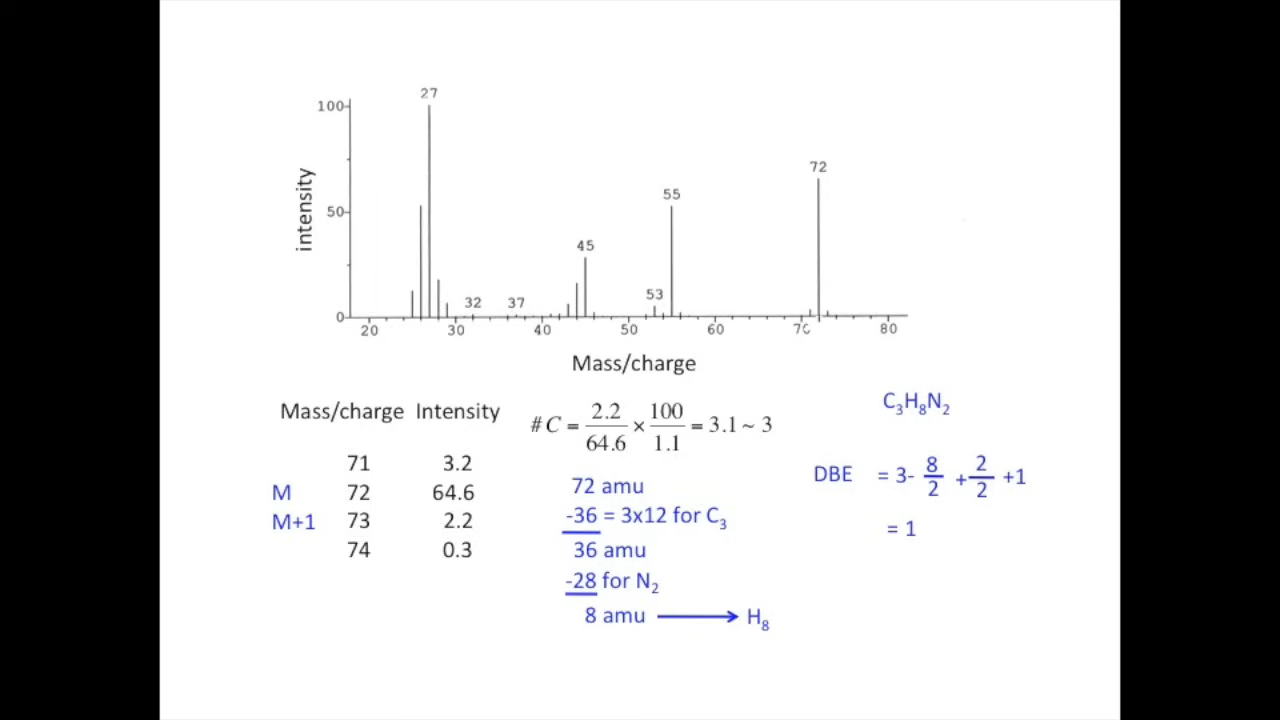 27
100
72
55
50
45
53
32 37
0
20 30 40 50 60 70 80
intensity
Mass/charge
Mass/charge Intensity
71 3.2
M 72 64.6
M+1 73 2.2
74 0.3
# C = 2.2/64.6 × 100/1.1 = 3.1 ~ 3
72 amu
-36 = 3x12 for C₃
36 amu
-28 for N₂
8 amu → H₈
C₃H₈N₂
DBE = 3- 8/2 + 2/2 +1
= 1